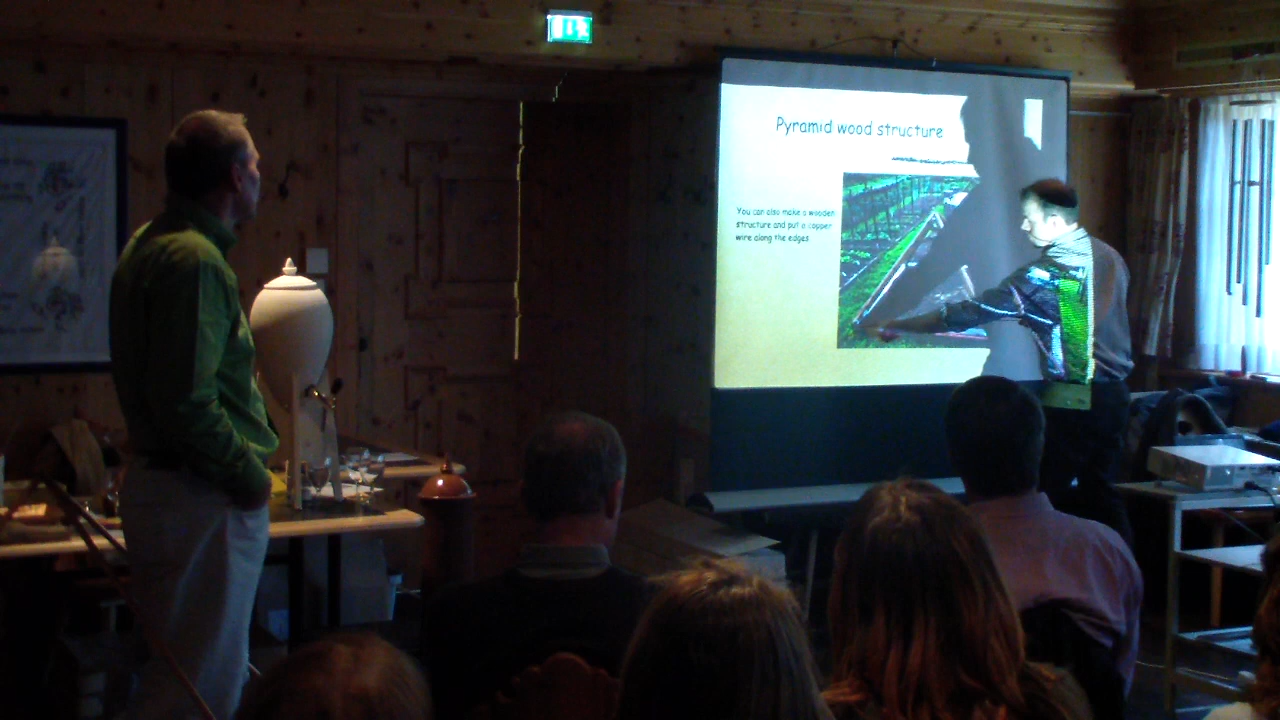 Pyramid wood structure
You can also make a wooden
structure and put a copper
wire along the edges